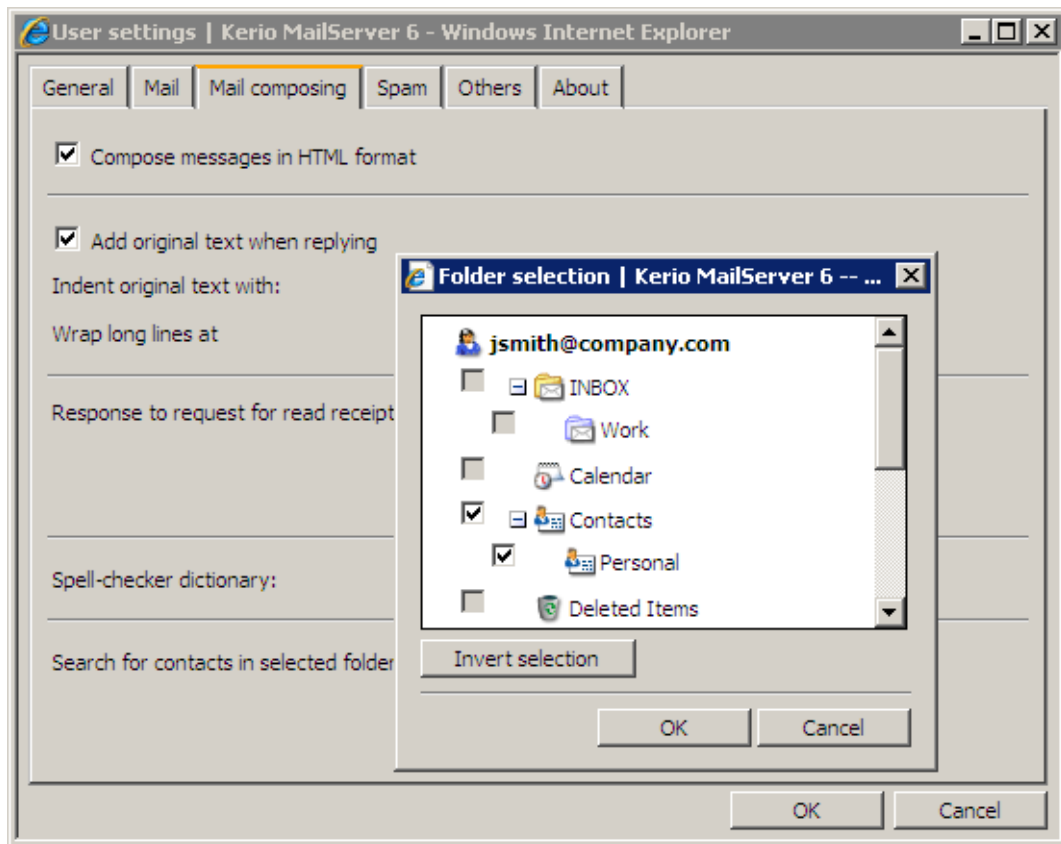 User settings | Kerio MailServer 6 - Windows Internet Explorer
General Mail Mail composing Spam Others About
Compose messages in HTML format
Add original text when replying
Indent original text with:
Wrap long lines at
Response to request for read receipt
Spell-checker dictionary:
Search for contacts in selected folder
Folder selection | Kerio MailServer 6 -- ...
jsmith@company.com
INBOX
Work
Calendar
Contacts
Personal
Deleted Items
Invert selection
OK Cancel
OK Cancel